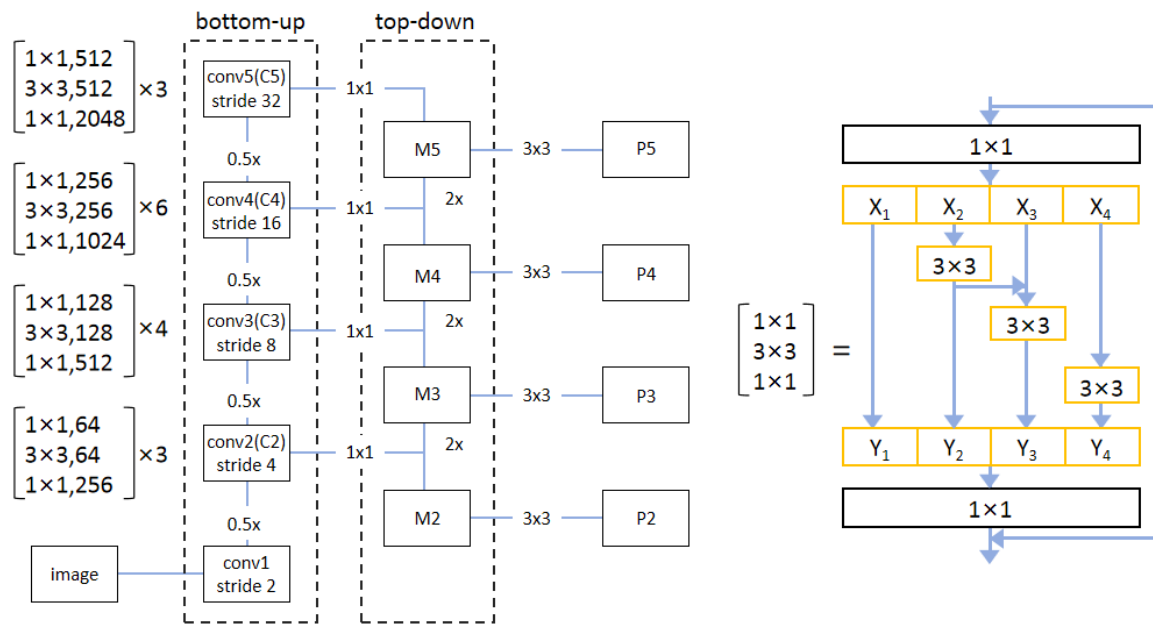 bottom-up
top-down
1×1,512
3×3,512
1×1,2048
×3
conv5(C5)
stride 32
1x1
M5
3x3
P5
0.5x
2x
1×1,256
3×3,256
1×1,1024
×6
conv4(C4)
stride 16
1x1
M4
3x3
P4
0.5x
2x
1×1,128
3×3,128
1×1,512
×4
conv3(C3)
stride 8
1x1
M3
3x3
P3
0.5x
2x
1×1,64
3×3,64
1×1,256
×3
conv2(C2)
stride 4
1x1
M2
3x3
P2
0.5x
image
conv1
stride 2
1×1
3×3
1×1
=
1×1
X1 X2 X3 X4
3×3
3×3
3×3
Y1 Y2 Y3 Y4
1×1